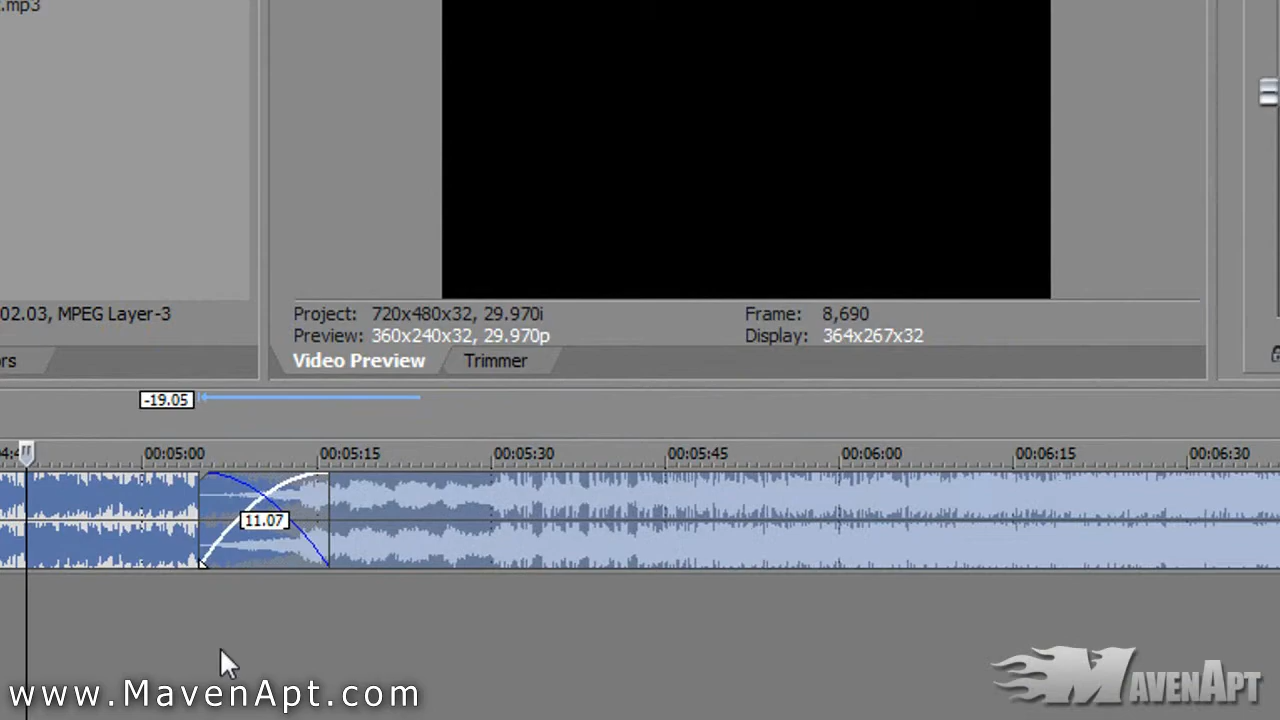 .mp3
02.03, MPEG Layer-3
Project: 720x480x32, 29.970i
Frame: 8,690
Preview: 360x240x32, 29.970p
Display: 364x267x32
Video Preview
Trimmer
-19.05
00:05:00
00:05:15
00:05:30
00:05:45
00:06:00
00:06:15
00:06:30
11.07
www.MavenApt.com
MAVENAPT